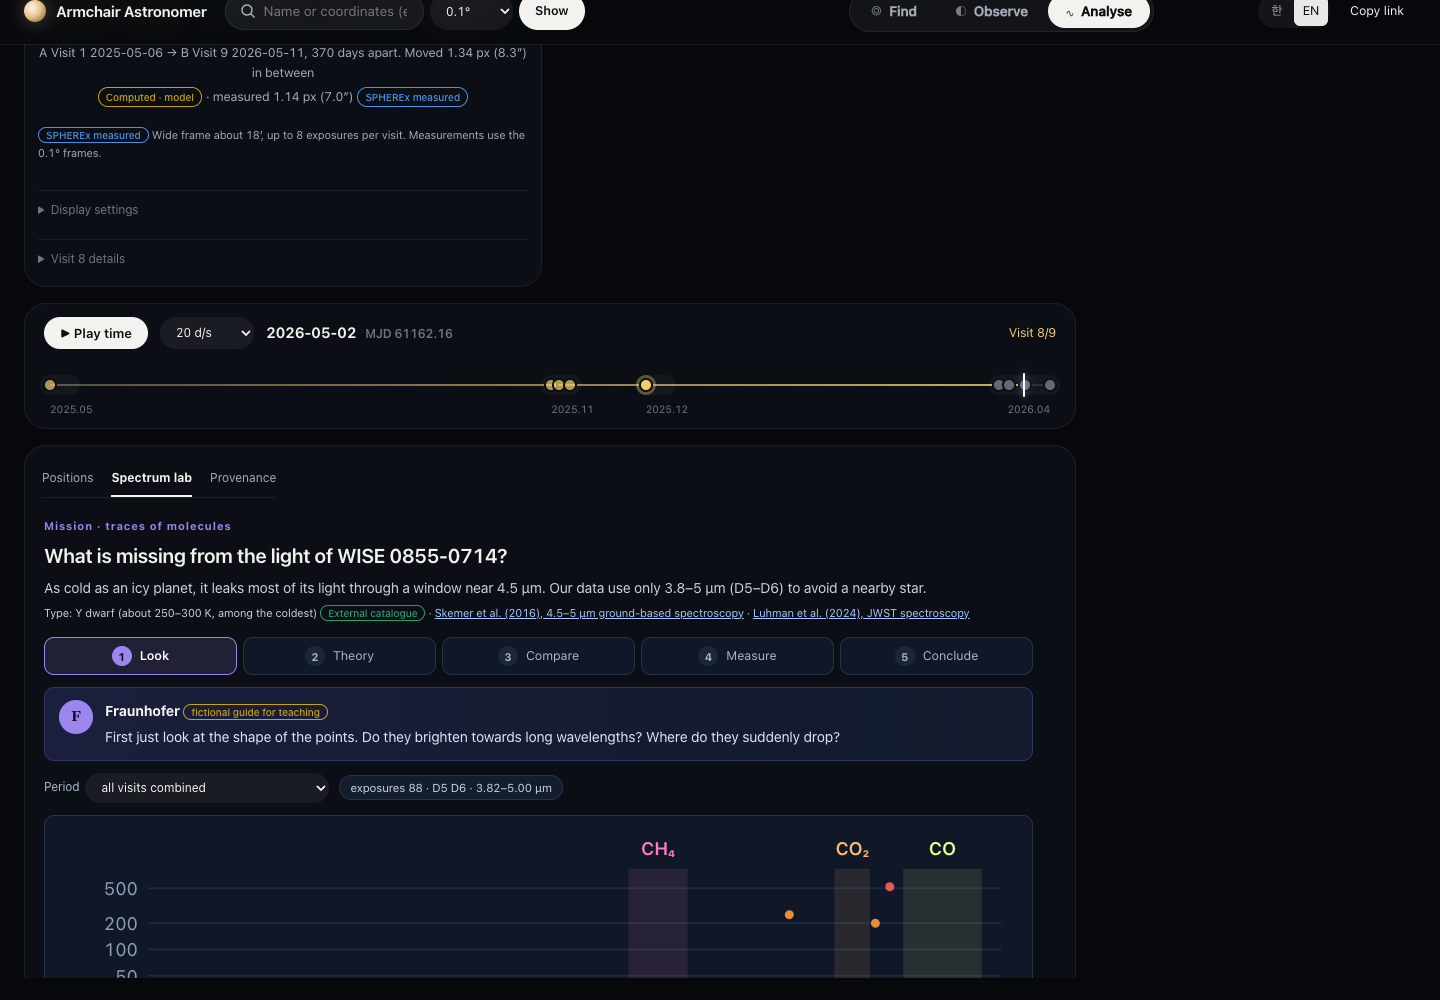 Armchair Astronomer
Name or coordinates (e
0.1°
Show
Find
Observe
Analyse
한
EN
Copy link
A Visit 1 2025-05-06 → B Visit 9 2026-05-11, 370 days apart. Moved 1.34 px (8.3″)
in between
Computed · model · measured 1.14 px (7.0″) SPHEREx measured
SPHEREx measured Wide frame about 18′, up to 8 exposures per visit. Measurements use the
0.1° frames.
Display settings
Visit 8 details
Play time
20 d/s
2026-05-02 MJD 61162.16
Visit 8/9
2025.05
2025.11
2025.12
2026.04
Positions
Spectrum lab
Provenance
Mission · traces of molecules
What is missing from the light of WISE 0855-0714?
As cold as an icy planet, it leaks most of its light through a window near 4.5 μm. Our data use only 3.8–5 μm (D5–D6) to avoid a nearby star.
Type: Y dwarf (about 250–300 K, among the coldest) External catalogue · Skemer et al. (2016), 4.5–5 μm ground-based spectroscopy · Luhman et al. (2024), JWST spectroscopy
1 Look
2 Theory
3 Compare
4 Measure
5 Conclude
F
Fraunhofer fictional guide for teaching
First just look at the shape of the points. Do they brighten towards long wavelengths? Where do they suddenly drop?
Period
all visits combined
exposures 88 · D5 D6 · 3.82–5.00 μm
CH₄
CO₂
CO
500
200
100
50